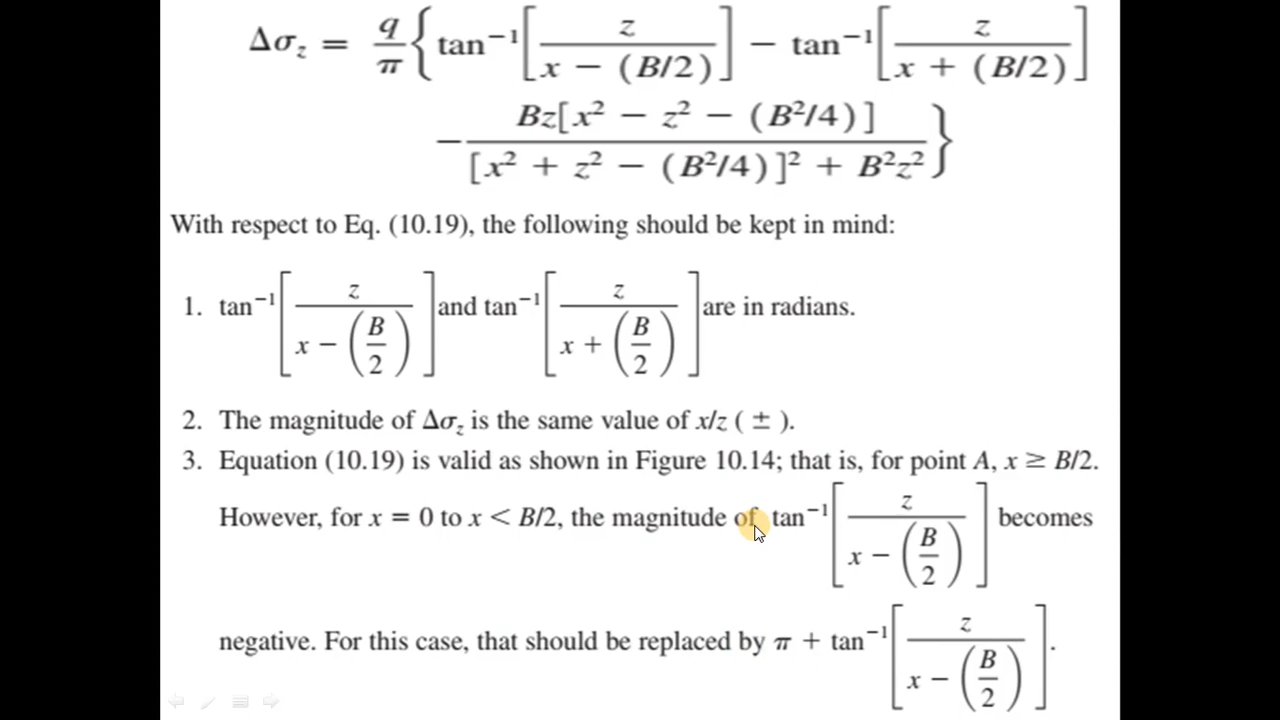 Δσ_z = q/π { tan⁻¹[ z / (x − (B/2)) ] − tan⁻¹[ z / (x + (B/2)) ]
− Bz[x² − z² − (B²/4)] / ([x² + z² − (B²/4)]² + B²z²) }
With respect to Eq. (10.19), the following should be kept in mind:
1. tan⁻¹[ z / (x − (B/2)) ] and tan⁻¹[ z / (x + (B/2)) ] are in radians.
2. The magnitude of Δσ_z is the same value of x/z ( ± ).
3. Equation (10.19) is valid as shown in Figure 10.14; that is, for point A, x ≥ B/2.
However, for x = 0 to x < B/2, the magnitude of tan⁻¹[ z / (x − (B/2)) ] becomes
negative. For this case, that should be replaced by π + tan⁻¹[ z / (x − (B/2)) ].